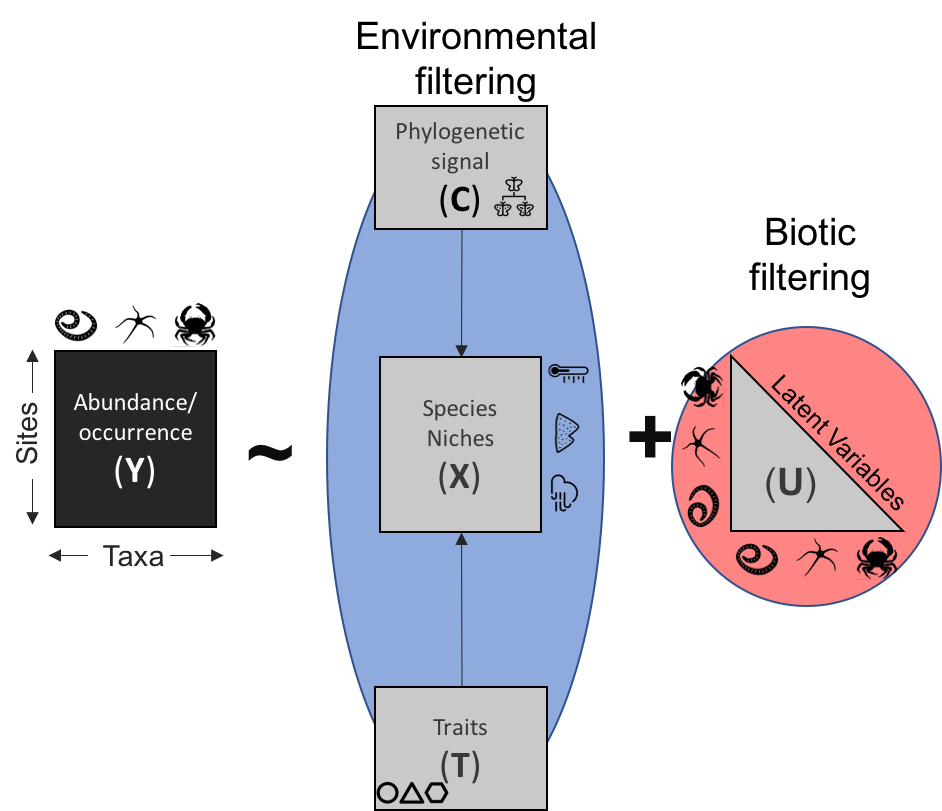 Environmental
filtering
Phylogenetic
signal
(C)
Biotic
filtering
Sites
Abundance/
occurrence
(Y)
Taxa
~
Species
Niches
(X)
+
Latent Variables
(U)
Traits
(T)